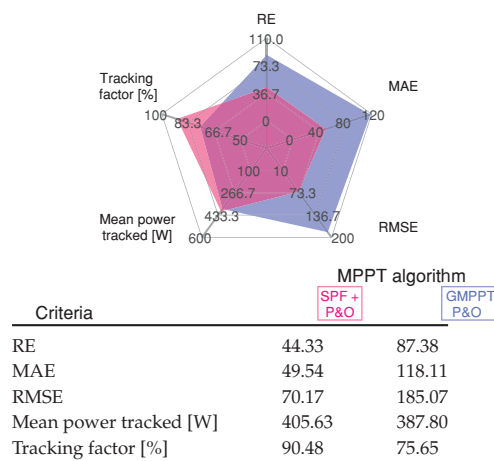 RE
110.0
73.3
36.7
0
MAE
0
40
80
120
RMSE
10
73.3
136.7
200
Mean power
tracked [W]
100
266.7
433.3
600
Tracking
factor [%]
50
66.7
83.3
100
MPPT algorithm
Criteria
SPF +
P&O
GMPPT
P&O
RE 44.33 87.38
MAE 49.54 118.11
RMSE 70.17 185.07
Mean power tracked [W] 405.63 387.80
Tracking factor [%] 90.48 75.65